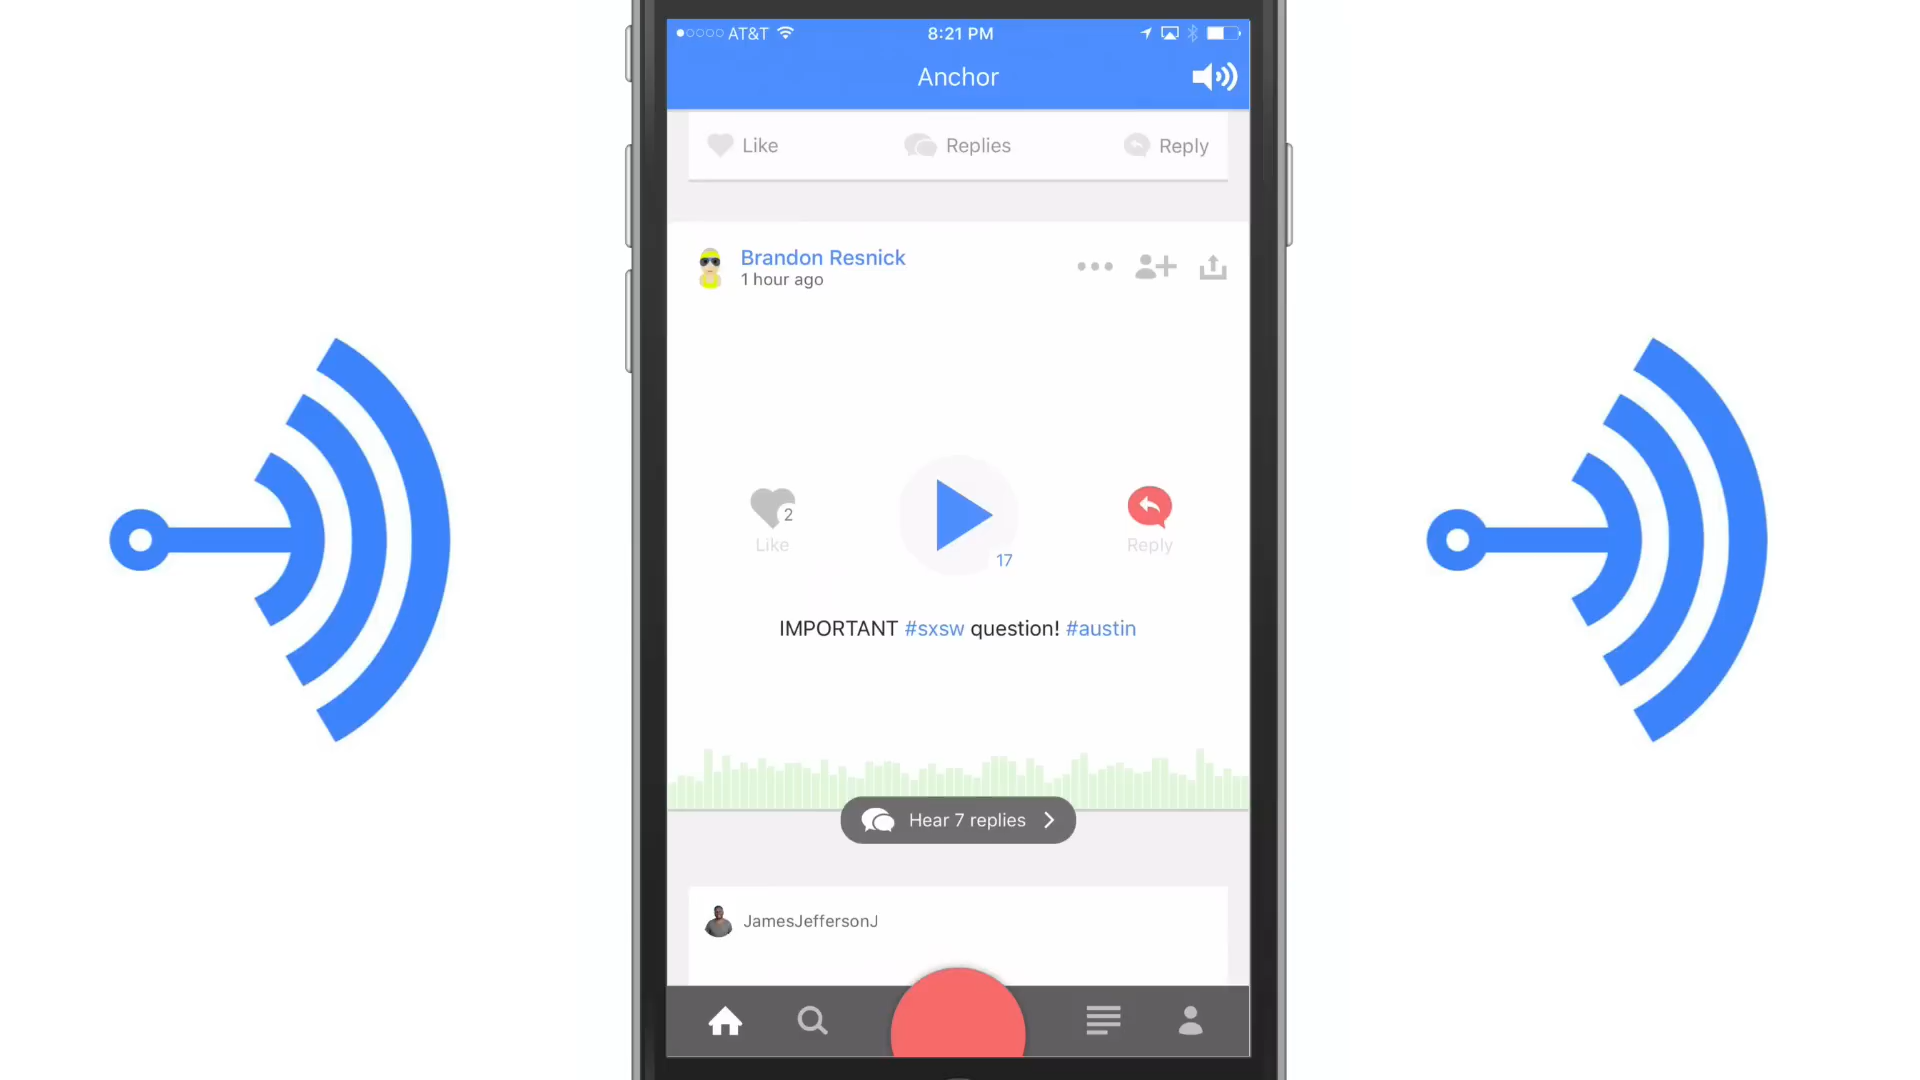 AT&T 8:21 PM
Anchor
Like Replies Reply
Brandon Resnick
1 hour ago
2
Like
17
Reply
IMPORTANT #sxsw question! #austin
Hear 7 replies
JamesJeffersonJ